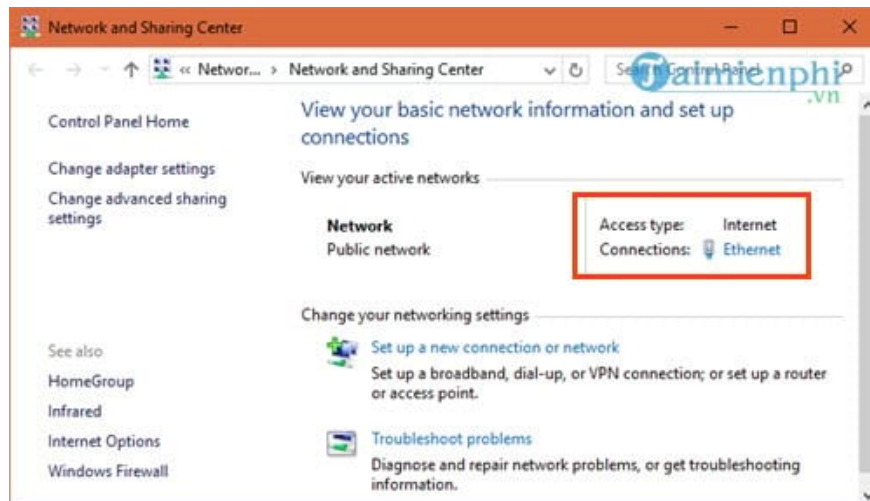 Network and Sharing Center
« Networ... › Network and Sharing Center
Search Control Panel
Taimienphi
.vn
Control Panel Home
Change adapter settings
Change advanced sharing
settings
See also
HomeGroup
Infrared
Internet Options
Windows Firewall
View your basic network information and set up
connections
View your active networks
Network
Public network
Access type: Internet
Connections: Ethernet
Change your networking settings
Set up a new connection or network
Set up a broadband, dial-up, or VPN connection; or set up a router
or access point.
Troubleshoot problems
Diagnose and repair network problems, or get troubleshooting
information.